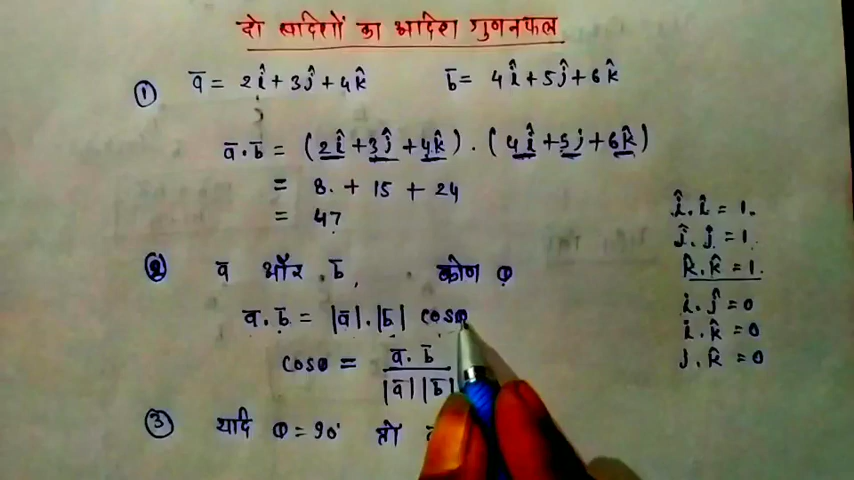 दो सदिशों का अदिश गुणनफल
① a̅ = 2î + 3ĵ + 4k̂ b̅ = 4î + 5ĵ + 6k̂
a̅ . b̅ = (2î + 3ĵ + 4k̂) . (4î + 5j + 6k̂)
= 8 + 15 + 24
= 47
② a̅ और b̅, कोण θ
a̅ . b̅ = |a̅| . |b̅| cosθ
cosθ = a̅ . b̅ / |a̅| |b̅|
③ यदि θ = 90° तो
î . î = 1.
ĵ . ĵ = 1.
k̂ . k̂ = 1.
i . ĵ = 0
i . k̂ = 0
j . k̂ = 0